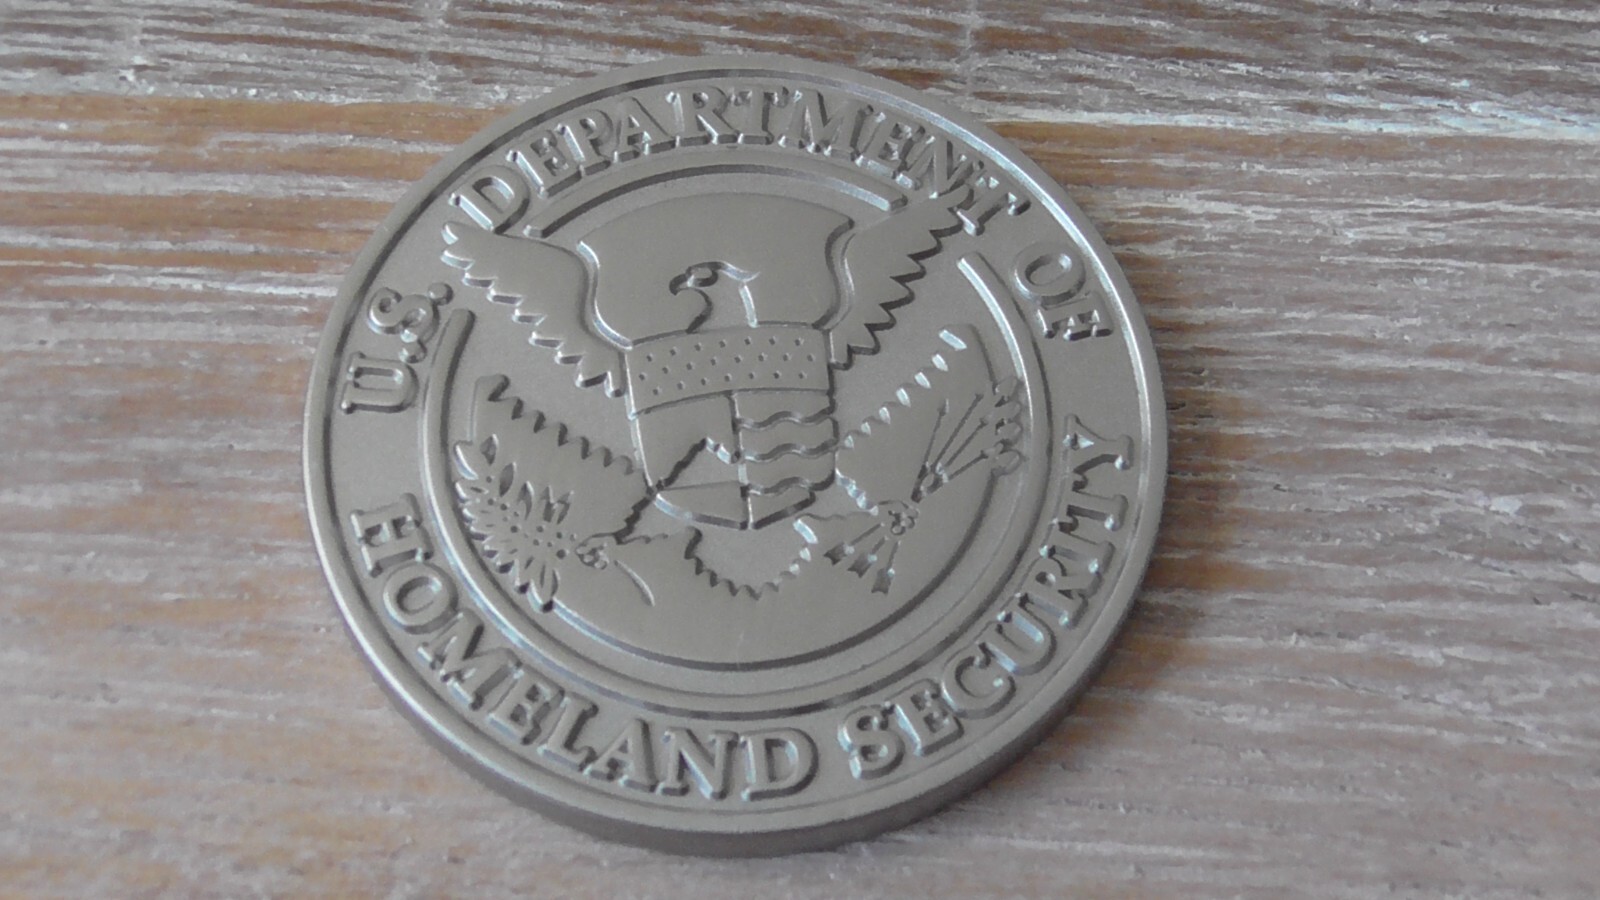 U.S. DEPARTMENT OF
HOMELAND SECURITY